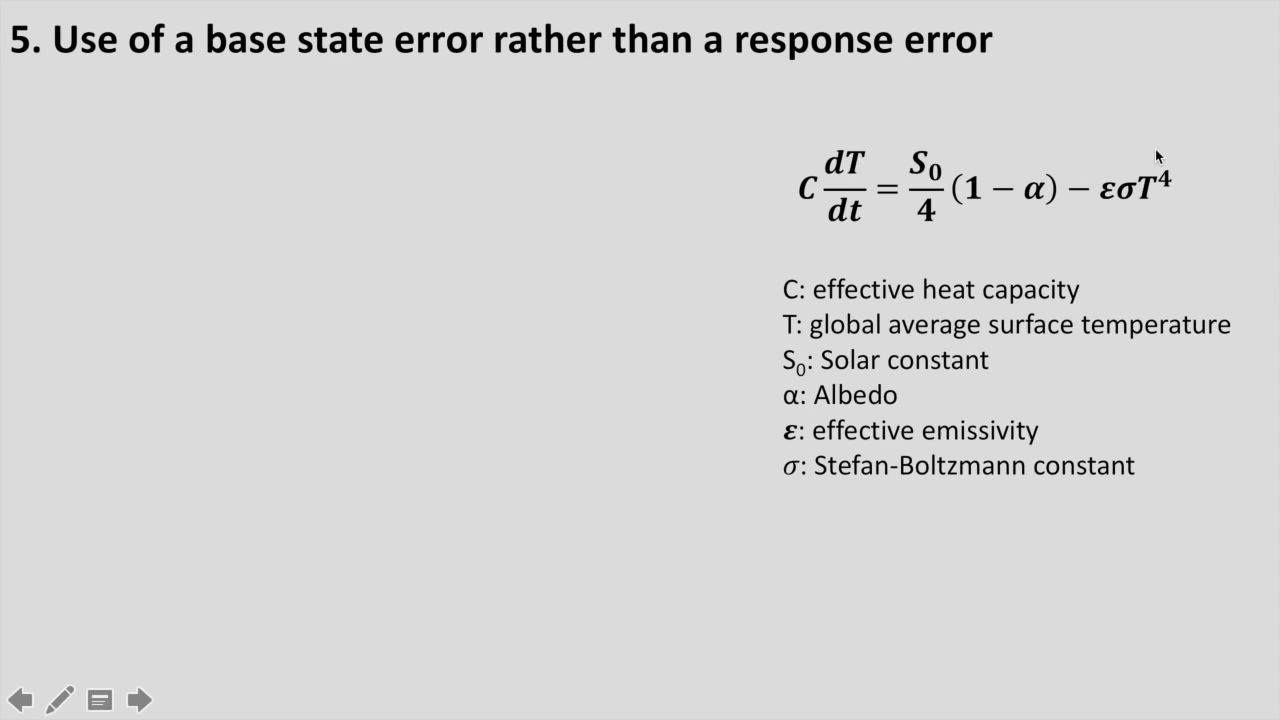 5. Use of a base state error rather than a response error
C dT/dt = S₀/4 (1 − α) − εσT⁴
C: effective heat capacity
T: global average surface temperature
S₀: Solar constant
α: Albedo
ε: effective emissivity
σ: Stefan-Boltzmann constant